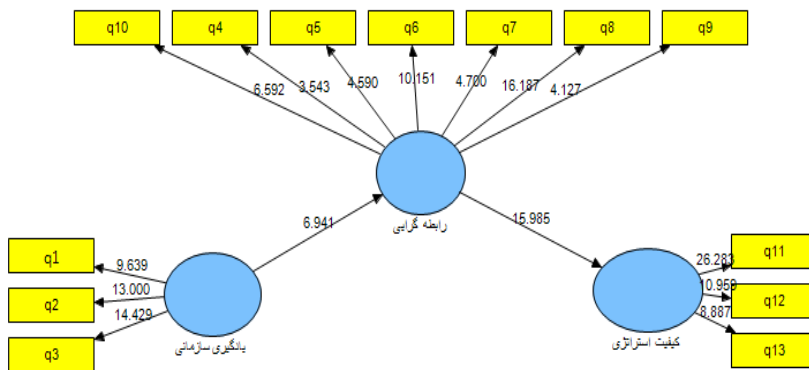 q10 q4 q5 q6 q7 q8 q9
6.592 3.543 4.590 10.151 4.700 16.187 4.127
رابطه گرایی
6.941 15.985
q1
q2
q3
9.639
13.000
14.429
یادگیری سازمانی
q11
q12
q13
26.283
10.959
8.887
کیفیت استراتژی